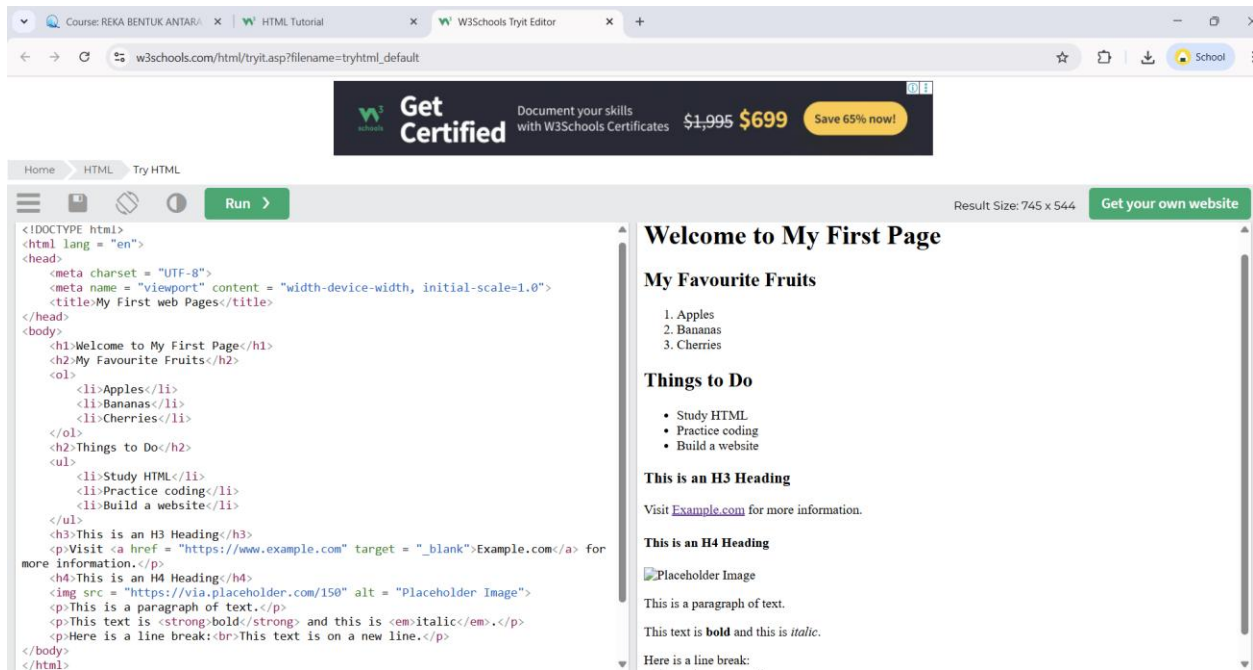 Course: REKA BENTUK ANTARA
HTML Tutorial
W3Schools Tryit Editor
w3schools.com/html/tryit.asp?filename=tryhtml_default
School
W3
schools
Get
Certified
Document your skills
with W3Schools Certificates
$1,995 $699
Save 65% now!
Home
HTML
Try HTML
Run
Result Size: 745 x 544
Get your own website
<!DOCTYPE html>
<html lang = "en">
<head>
<meta charset = "UTF-8">
<meta name = "viewport" content = "width-device-width, initial-scale=1.0">
<title>My First web Pages</title>
</head>
<body>
<h1>Welcome to My First Page</h1>
<h2>My Favourite Fruits</h2>
<ol>
<li>Apples</li>
<li>Bananas</li>
<li>Cherries</li>
</ol>
<h2>Things to Do</h2>
<ul>
<li>Study HTML</li>
<li>Practice coding</li>
<li>Build a website</li>
</ul>
<h3>This is an H3 Heading</h3>
<p>Visit <a href = "https://www.example.com" target = "_blank">Example.com</a> for
more information.</p>
<h4>This is an H4 Heading</h4>
<img src = "https://via.placeholder.com/150" alt = "Placeholder Image">
<p>This is a paragraph of text.</p>
<p>This text is <strong>bold</strong> and this is <em>italic</em>.</p>
<p>Here is a line break:<br>This text is on a new line.</p>
</body>
</html>
Welcome to My First Page
My Favourite Fruits
1. Apples
2. Bananas
3. Cherries
Things to Do
• Study HTML
• Practice coding
• Build a website
This is an H3 Heading
Visit Example.com for more information.
This is an H4 Heading
Placeholder Image
This is a paragraph of text.
This text is bold and this is italic.
Here is a line break: